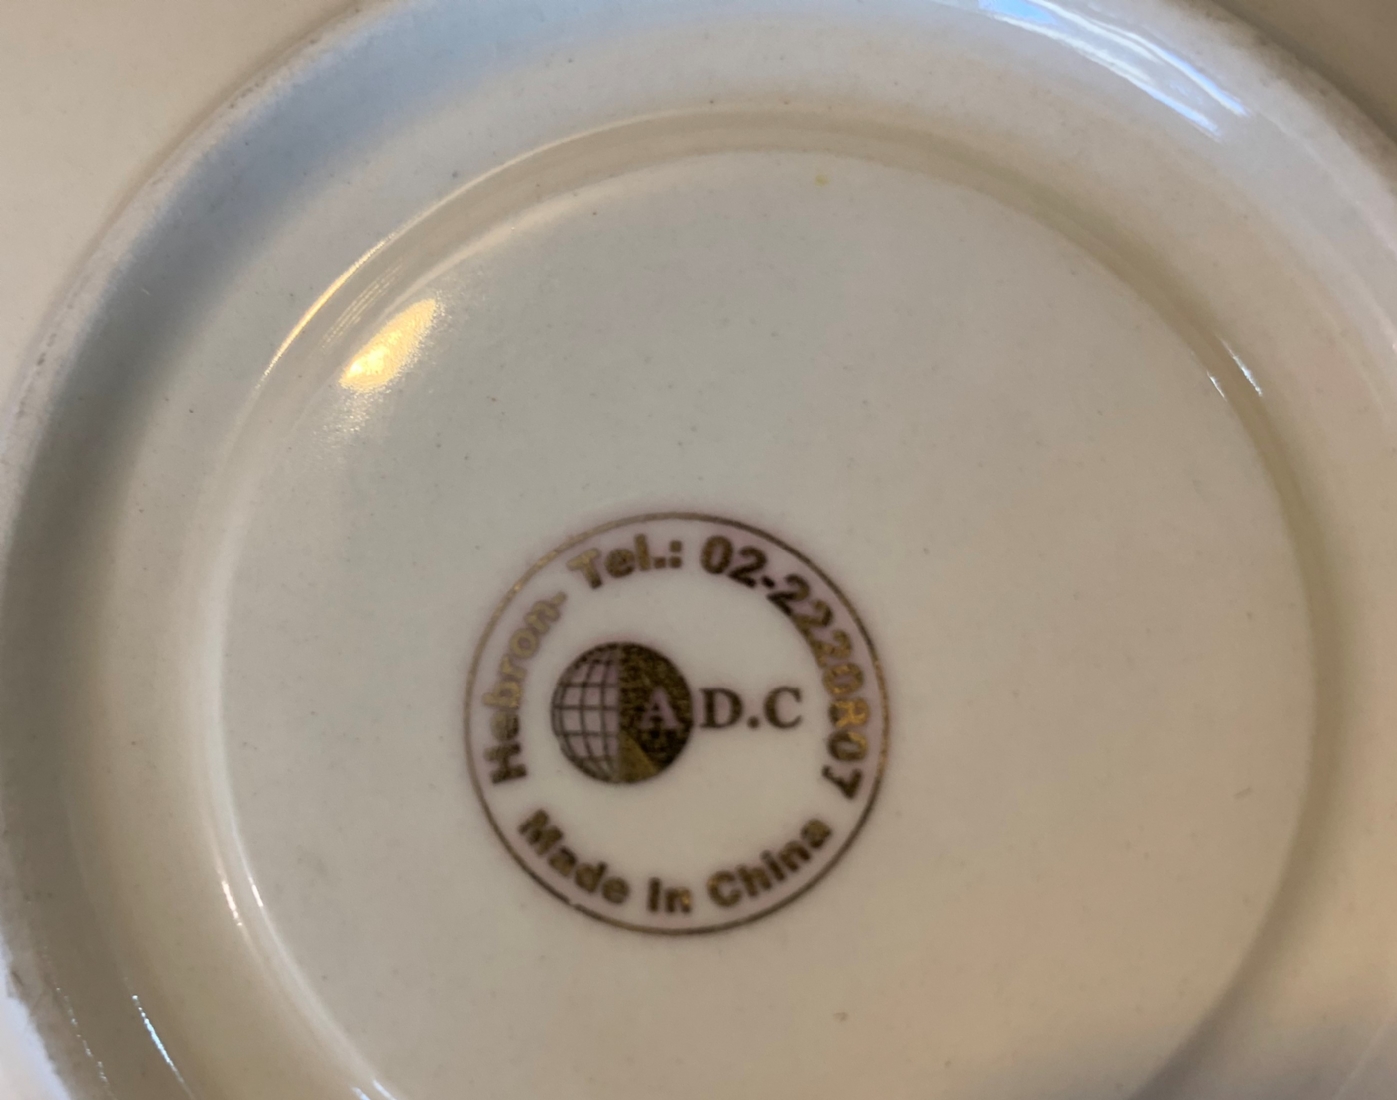 Hebron- Tel.: 02-2220807
A D.C
Made In China